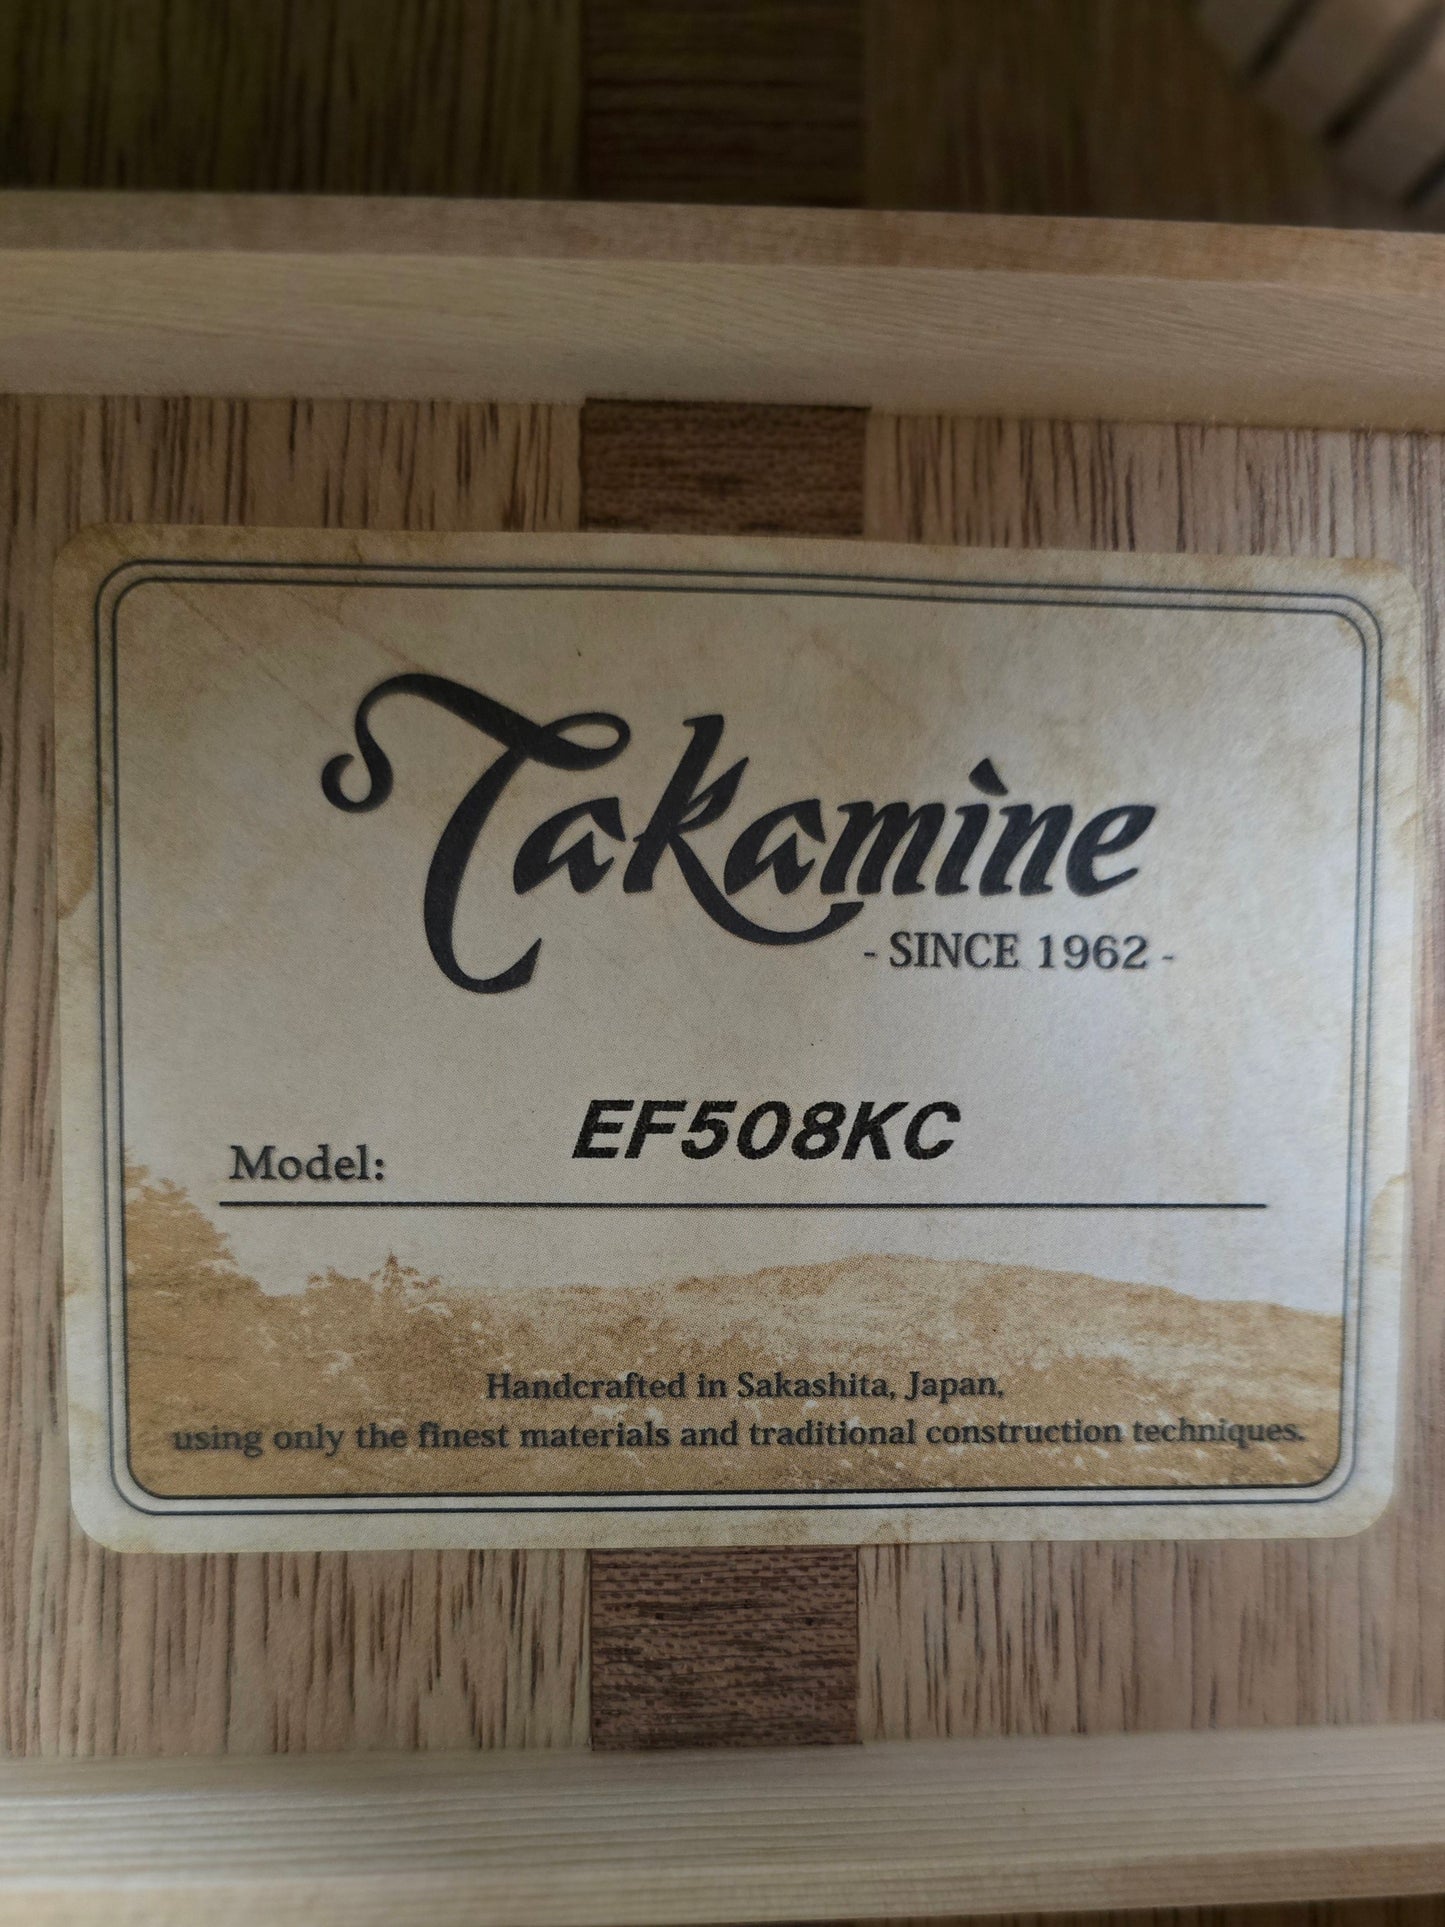 Takamine
- SINCE 1962 -
Model: EF508KC
Handcrafted in Sakashita, Japan,
using only the finest materials and traditional construction techniques.